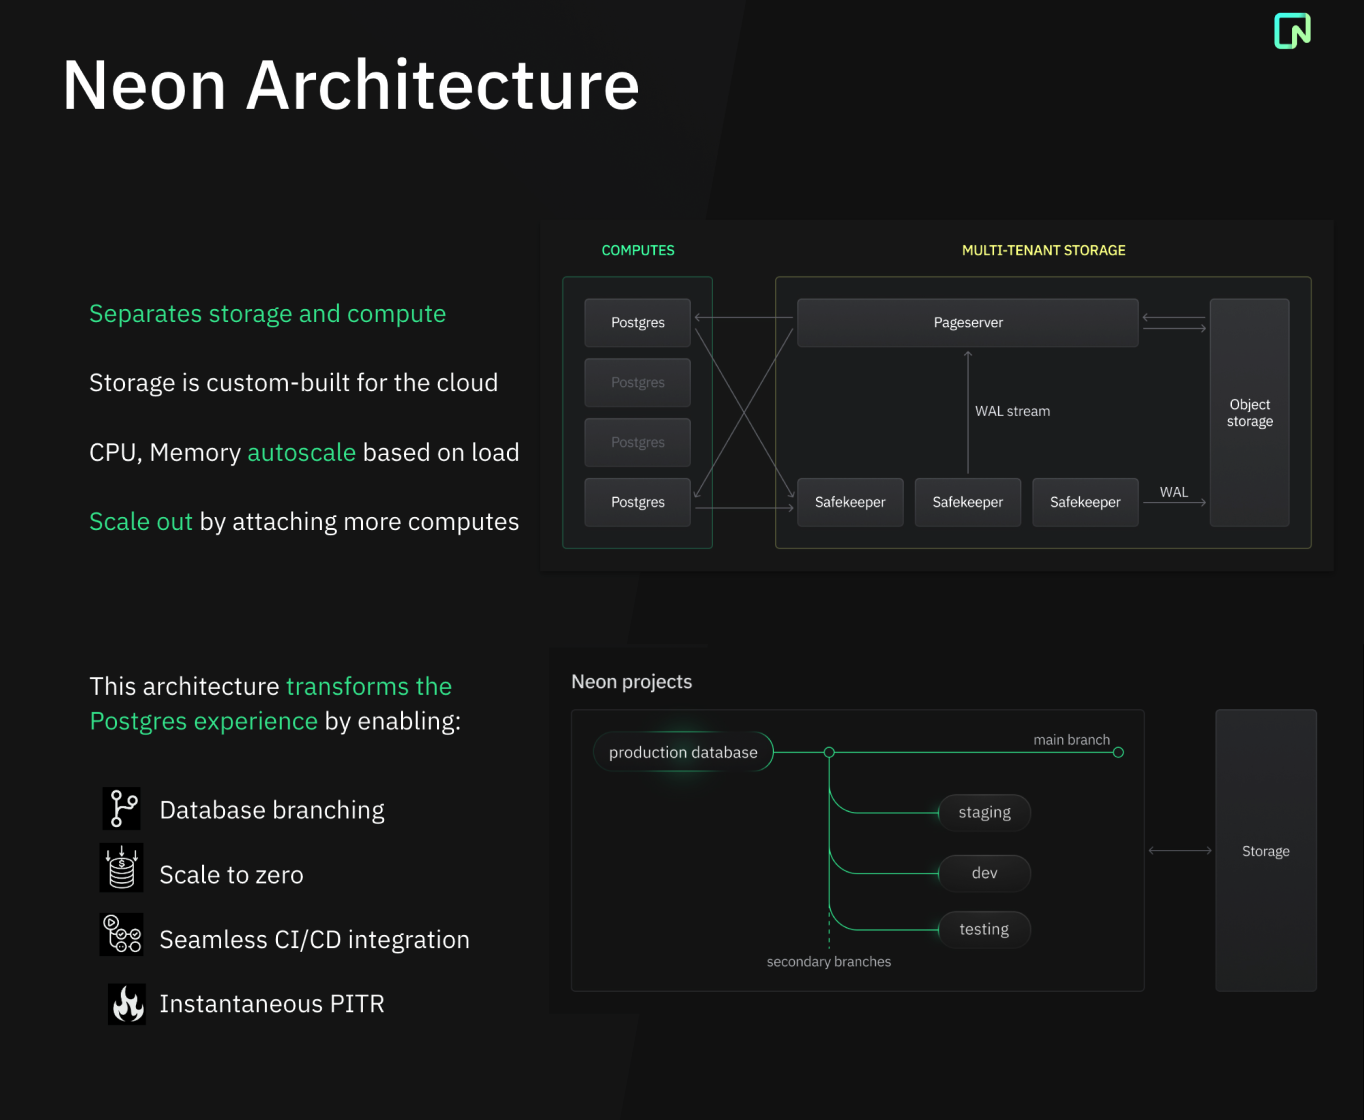 Neon Architecture
Separates storage and compute
Storage is custom-built for the cloud
CPU, Memory autoscale based on load
Scale out by attaching more computes
COMPUTES
MULTI-TENANT STORAGE
Postgres
Postgres
Postgres
Postgres
Pageserver
WAL stream
Safekeeper
Safekeeper
Safekeeper
WAL
Object
storage
This architecture transforms the
Postgres experience by enabling:
Database branching
Scale to zero
Seamless CI/CD integration
Instantaneous PITR
Neon projects
production database
main branch
staging
dev
testing
secondary branches
Storage